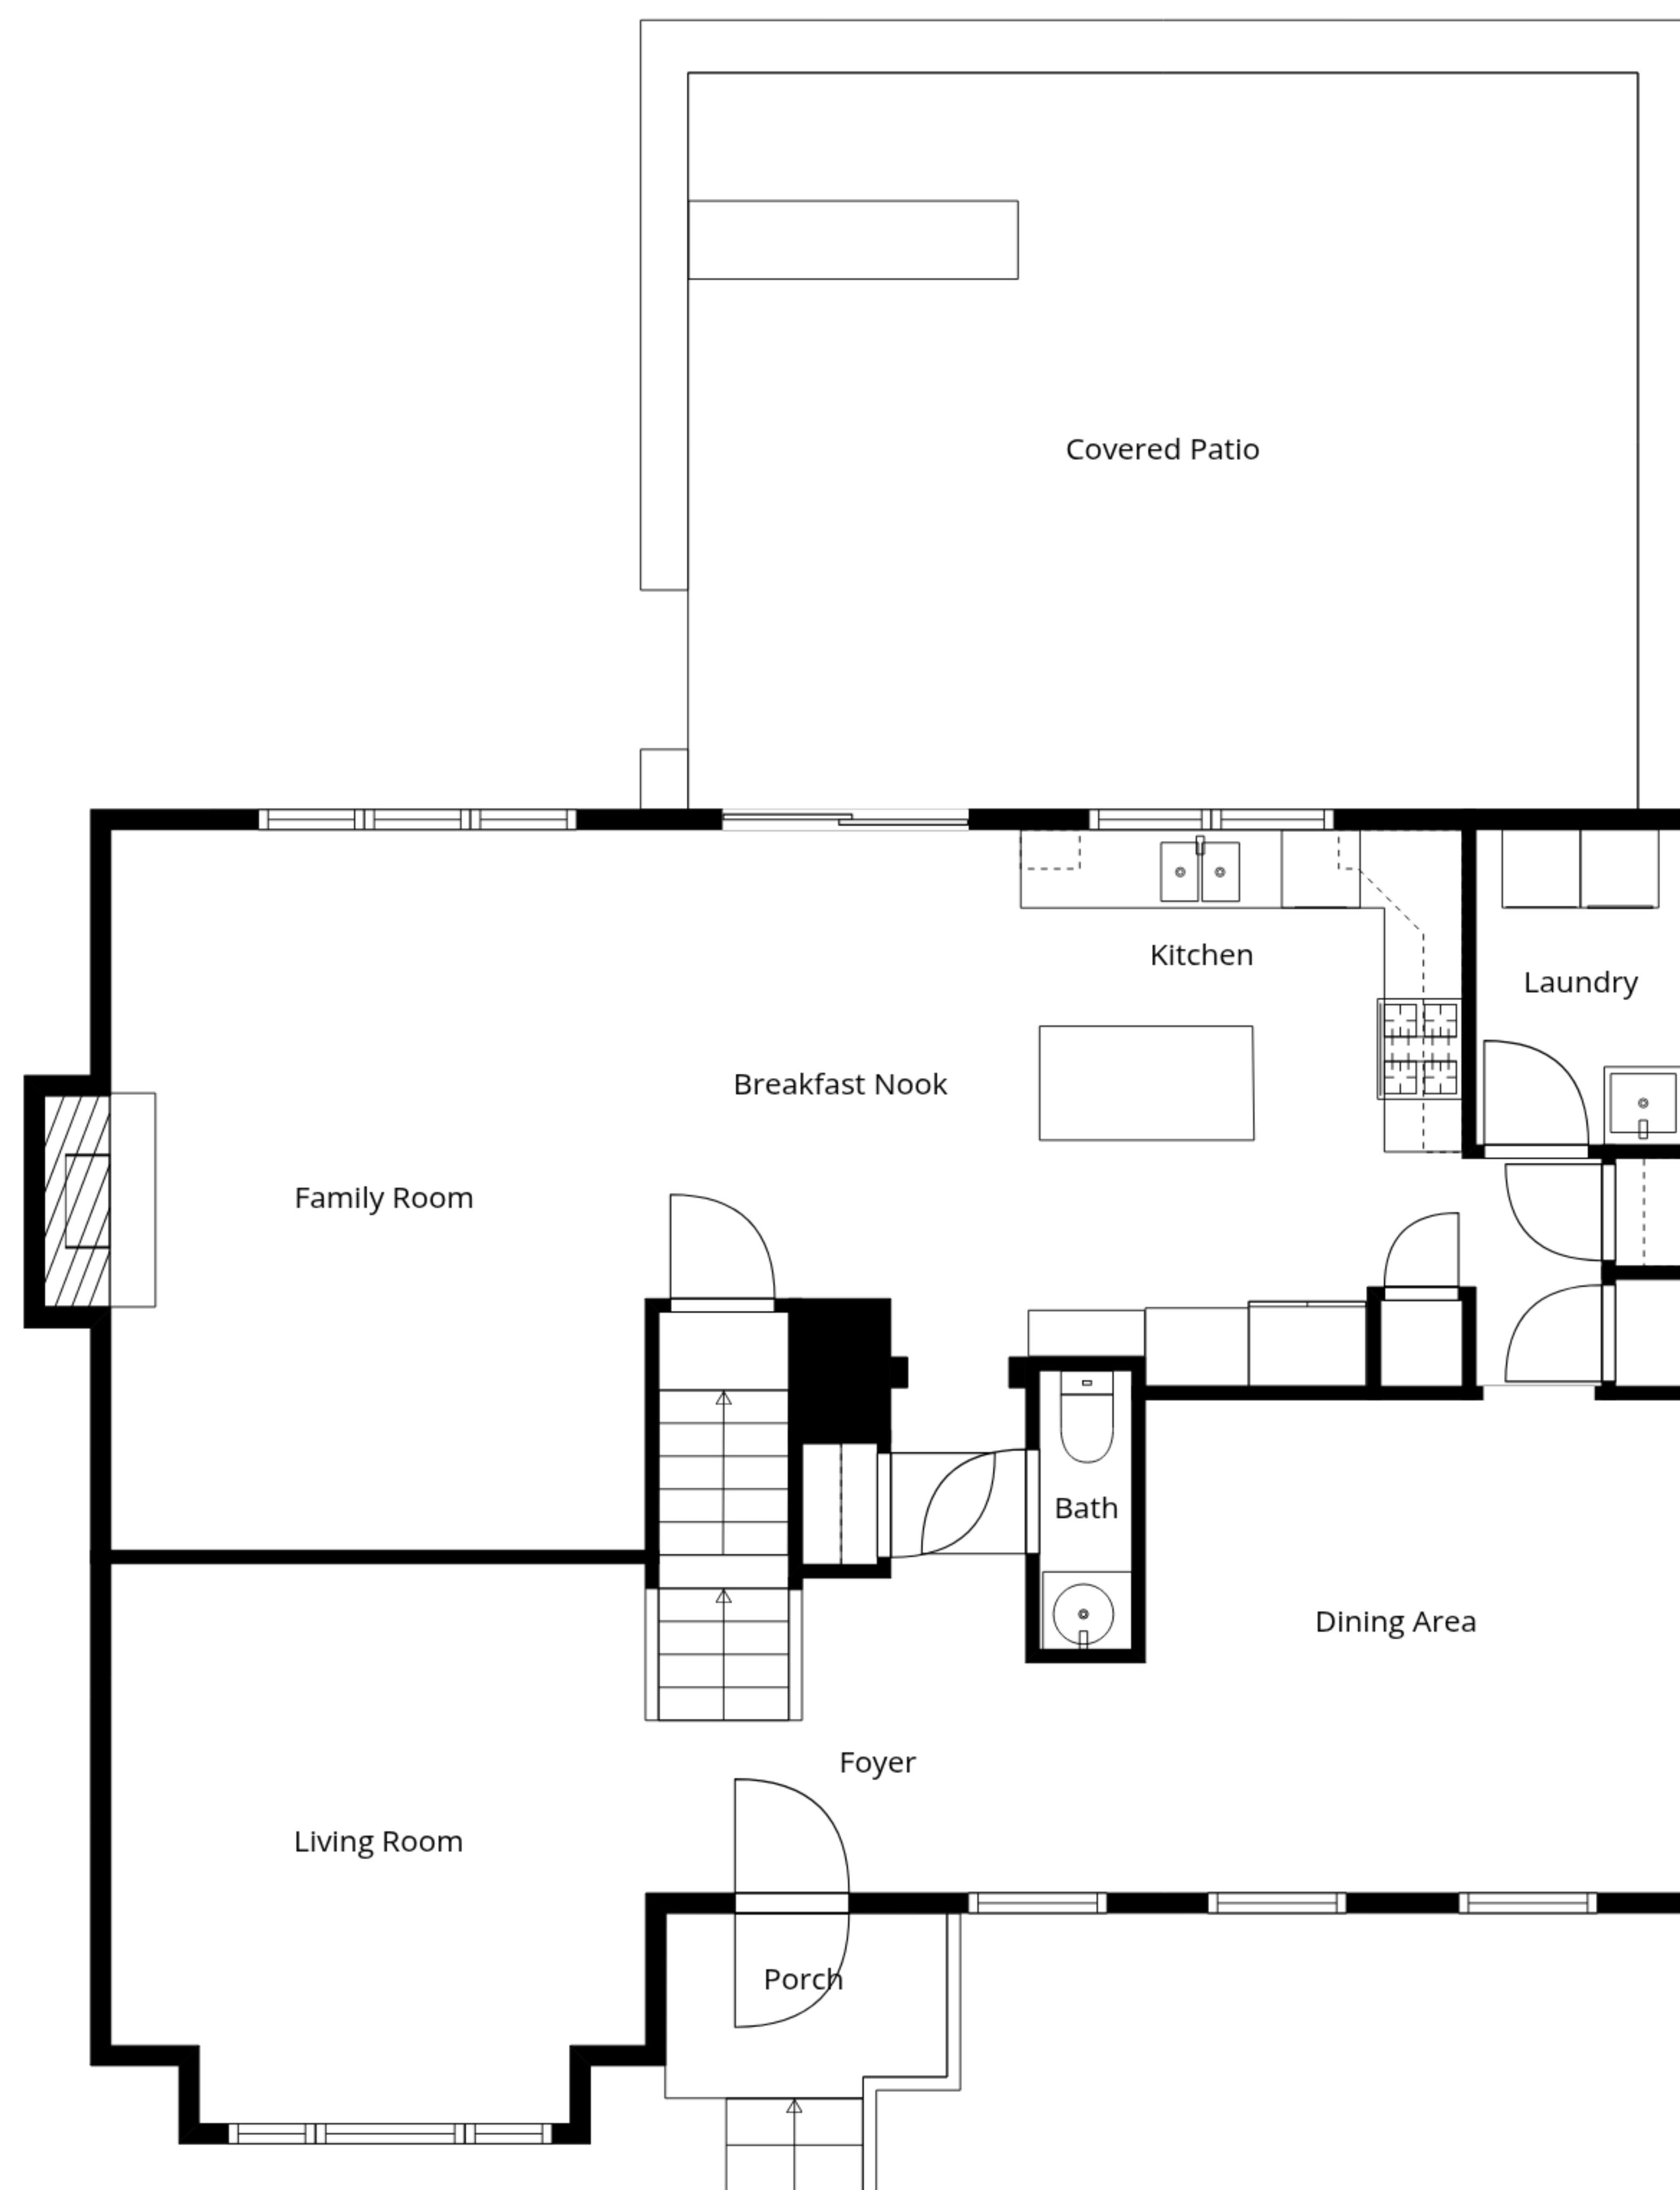 Covered Patio
Kitchen
Laundry
Breakfast Nook
Family Room
Bath
Dining Area
Foyer
Living Room
Porch